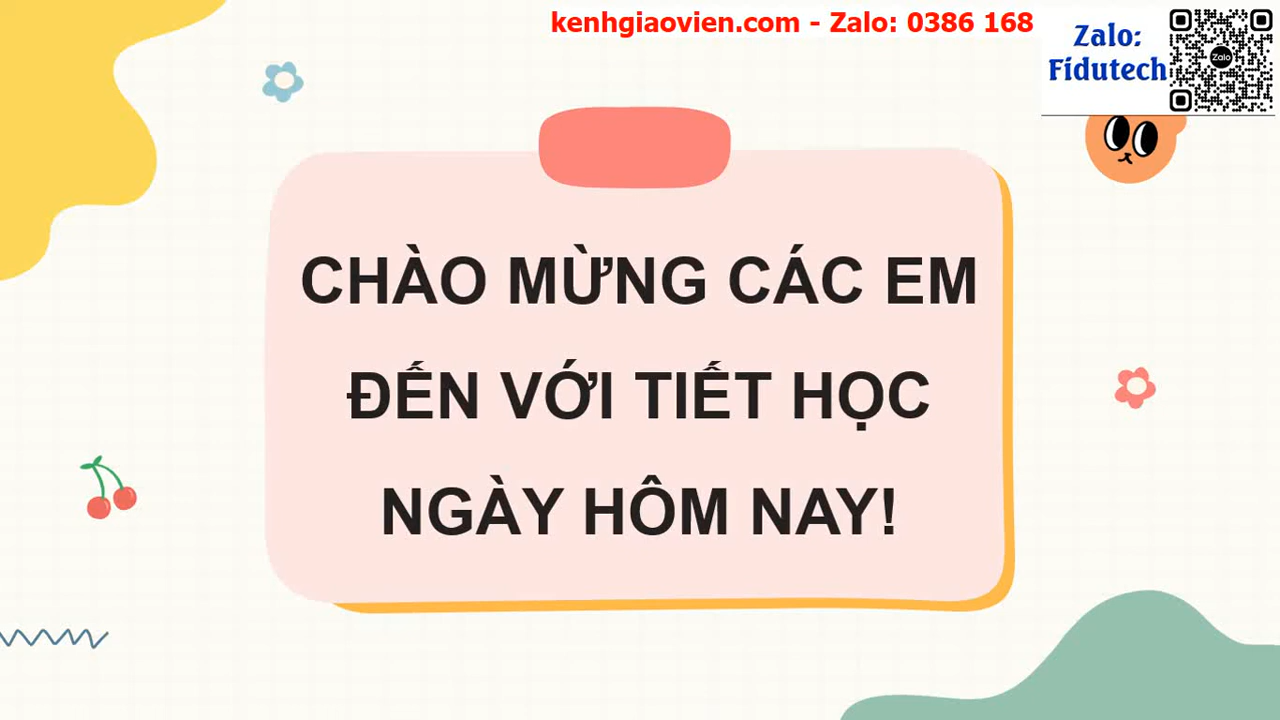 kenhgiaovien.com - Zalo: 0386 168
Zalo:
Fidutech
Zalo
CHÀO MỪNG CÁC EM
ĐẾN VỚI TIẾT HỌC
NGÀY HÔM NAY!